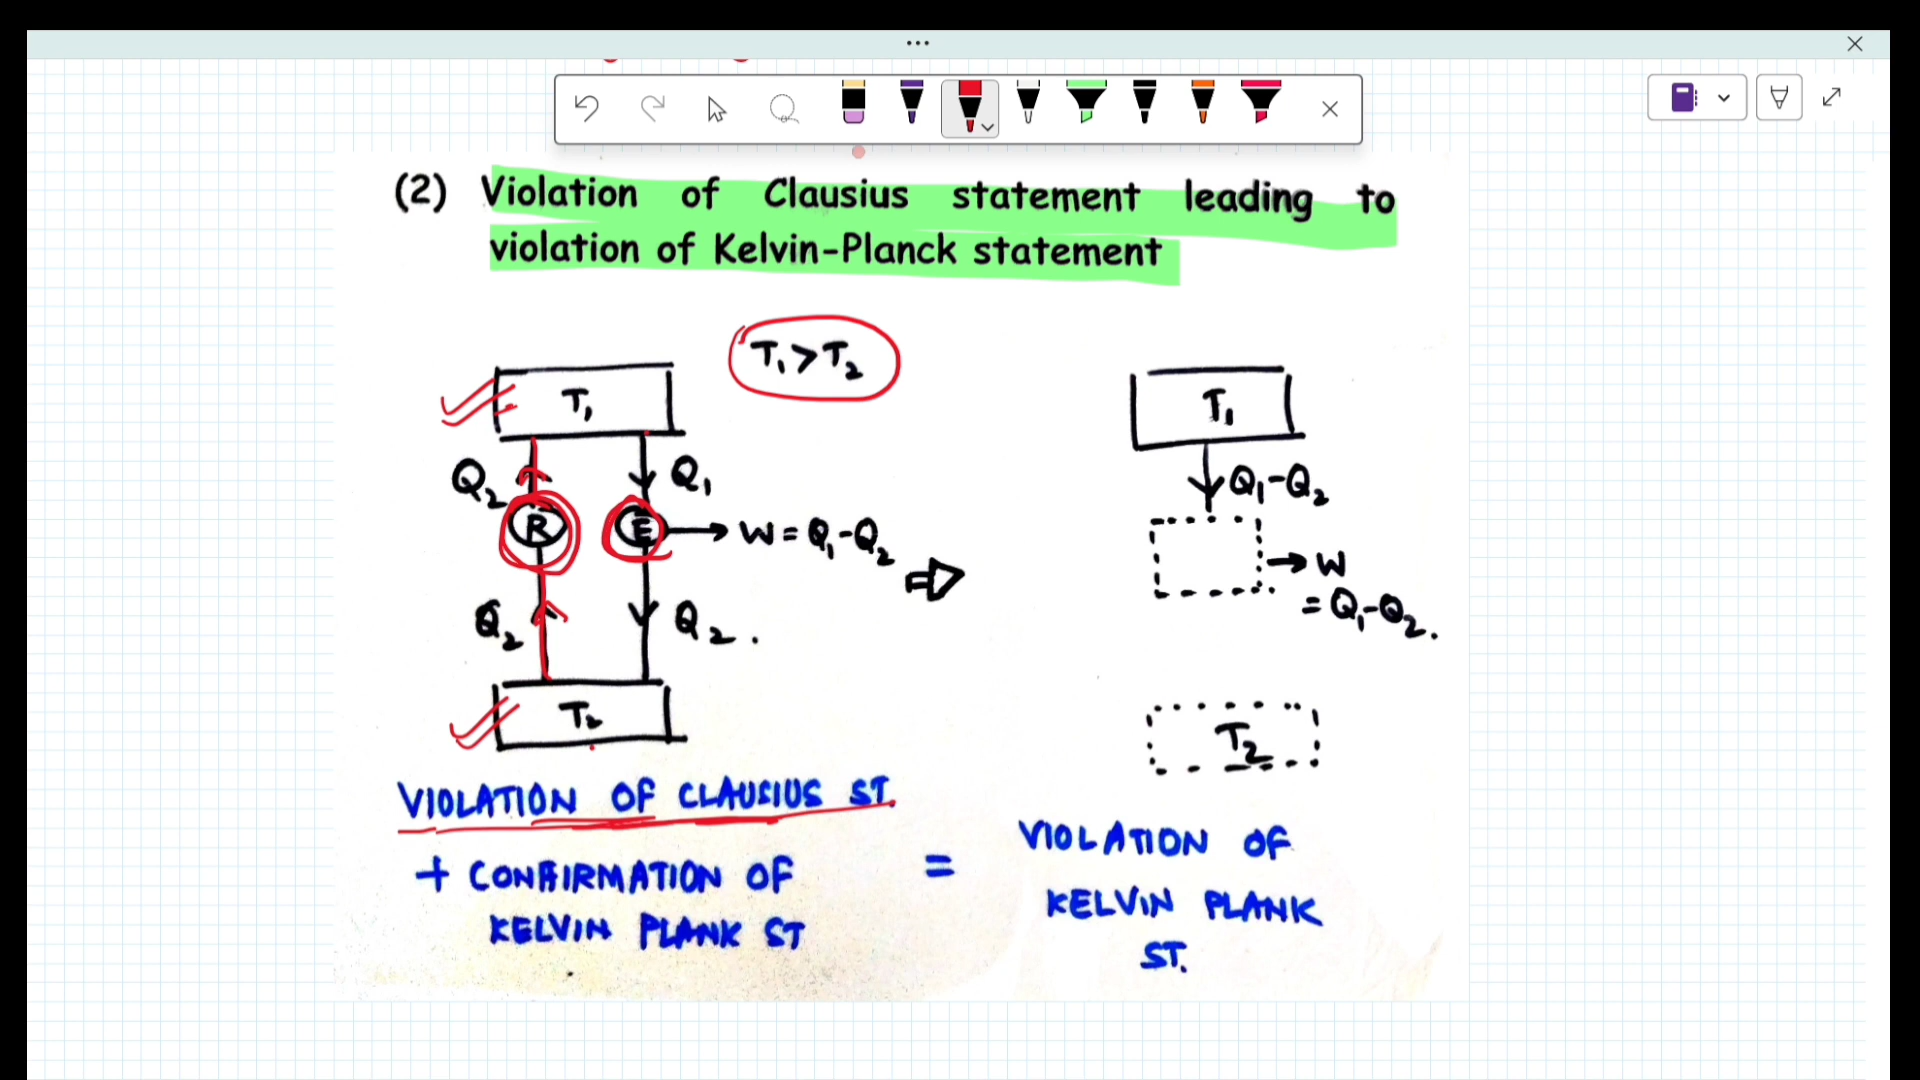 (2) Violation of Clausius statement leading to
violation of Kelvin-Planck statement
T₁ > T₂
T₁
T₁
Q₂
Q₁
Q₁-Q₂
R
E
W = Q₁-Q₂
W
= Q₁-Q₂.
Q₂
Q₂.
T₂
T₂
VIOLATION OF CLAUSIUS ST.
+ CONFIRMATION OF
KELVIN PLANK ST
=
VIOLATION OF
KELVIN PLANK
ST.